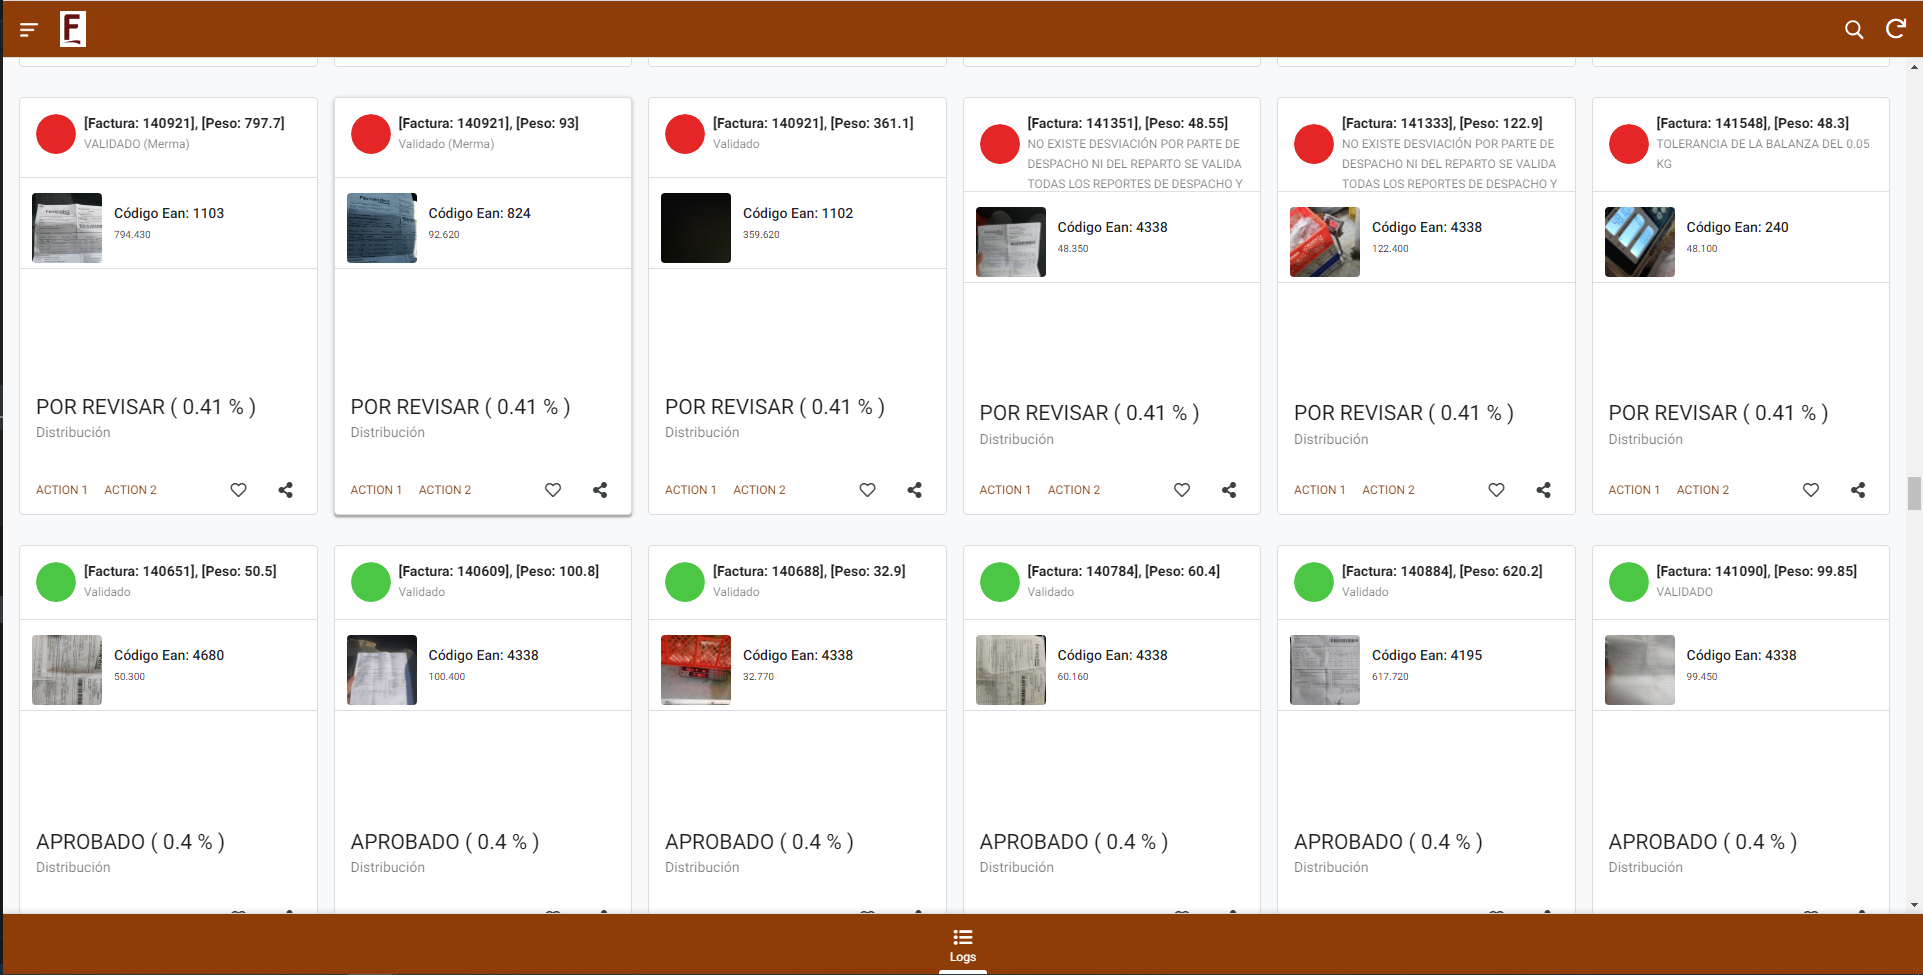 F
[Factura: 140921], [Peso: 797.7]
VALIDADO (Merma)
Código Ean: 1103
794.430
POR REVISAR ( 0.41 % )
Distribución
ACTION 1 ACTION 2
[Factura: 140921], [Peso: 93]
Validado (Merma)
Código Ean: 824
92.620
POR REVISAR ( 0.41 % )
Distribución
ACTION 1 ACTION 2
[Factura: 140921], [Peso: 361.1]
Validado
Código Ean: 1102
359.620
POR REVISAR ( 0.41 % )
Distribución
ACTION 1 ACTION 2
[Factura: 141351], [Peso: 48.55]
NO EXISTE DESVIACIÓN POR PARTE DE
DESPACHO NI DEL REPARTO SE VALIDA
TODAS LOS REPORTES DE DESPACHO Y
Código Ean: 4338
48.350
POR REVISAR ( 0.41 % )
Distribución
ACTION 1 ACTION 2
[Factura: 141333], [Peso: 122.9]
NO EXISTE DESVIACIÓN POR PARTE DE
DESPACHO NI DEL REPARTO SE VALIDA
TODAS LOS REPORTES DE DESPACHO Y
Código Ean: 4338
122.400
POR REVISAR ( 0.41 % )
Distribución
ACTION 1 ACTION 2
[Factura: 141548], [Peso: 48.3]
TOLERANCIA DE LA BALANZA DEL 0.05
KG
Código Ean: 240
48.100
POR REVISAR ( 0.41 % )
Distribución
ACTION 1 ACTION 2
[Factura: 140651], [Peso: 50.5]
Validado
Código Ean: 4680
50.300
APROBADO ( 0.4 % )
Distribución
[Factura: 140609], [Peso: 100.8]
Validado
Código Ean: 4338
100.400
APROBADO ( 0.4 % )
Distribución
[Factura: 140688], [Peso: 32.9]
Validado
Código Ean: 4338
32.770
APROBADO ( 0.4 % )
Distribución
[Factura: 140784], [Peso: 60.4]
Validado
Código Ean: 4338
60.160
APROBADO ( 0.4 % )
Distribución
[Factura: 140884], [Peso: 620.2]
Validado
Código Ean: 4195
617.720
APROBADO ( 0.4 % )
Distribución
[Factura: 141090], [Peso: 99.85]
VALIDADO
Código Ean: 4338
99.450
APROBADO ( 0.4 % )
Distribución
Logs